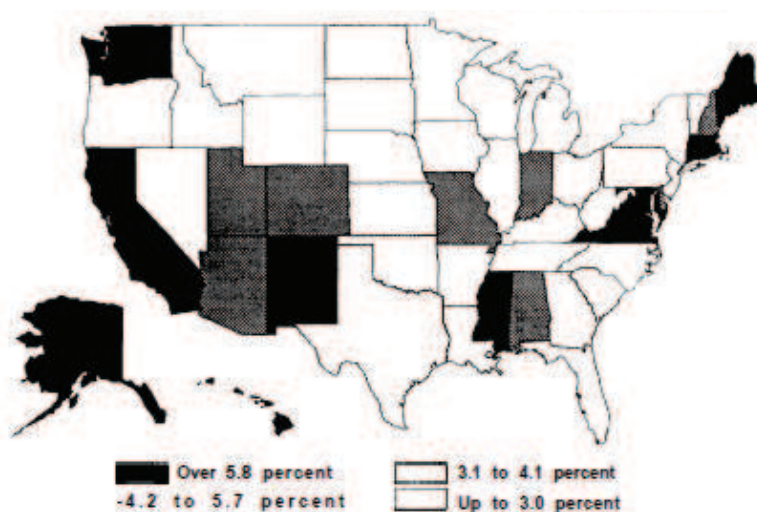 Over 5.8 percent
-4.2 to 5.7 percent
3.1 to 4.1 percent
Up to 3.0 percent